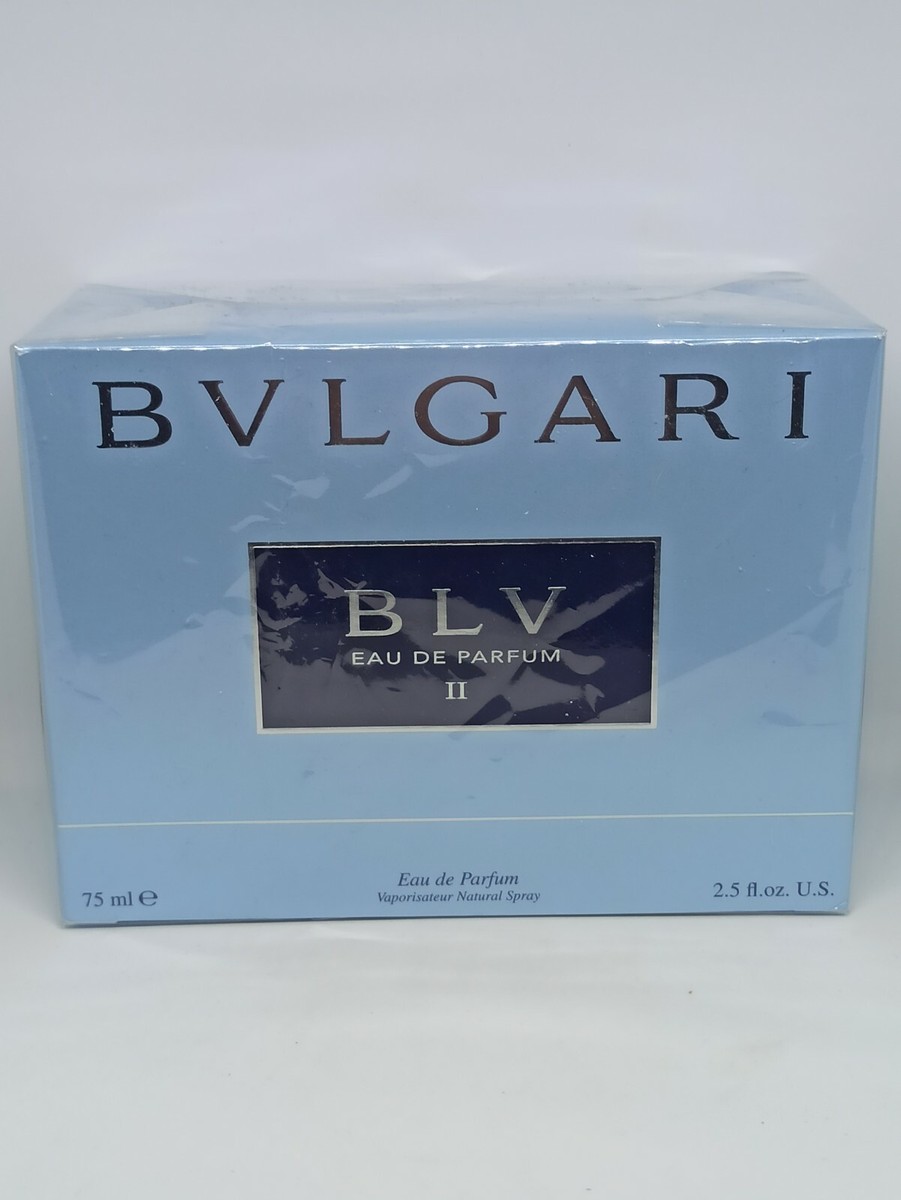 BVLGARI
BLV
EAU DE PARFUM
II
Eau de Parfum
75 ml ℮ Vaporisateur Natural Spray 2.5 fl.oz. U.S.